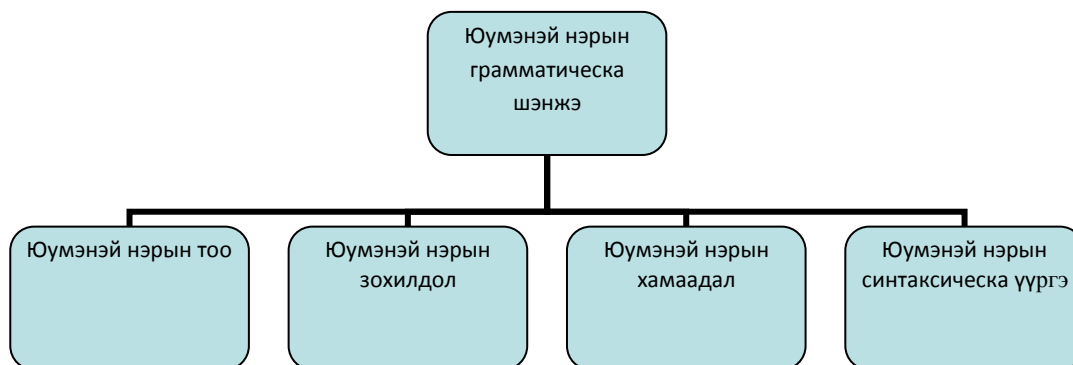 Юумэнэй нэрын
грамматическа
шэнжэ
Юумэнэй нэрын тоо
Юумэнэй нэрын
зохилдол
Юумэнэй нэрын
хамаадал
Юумэнэй нэрын
синтаксическа үүргэ